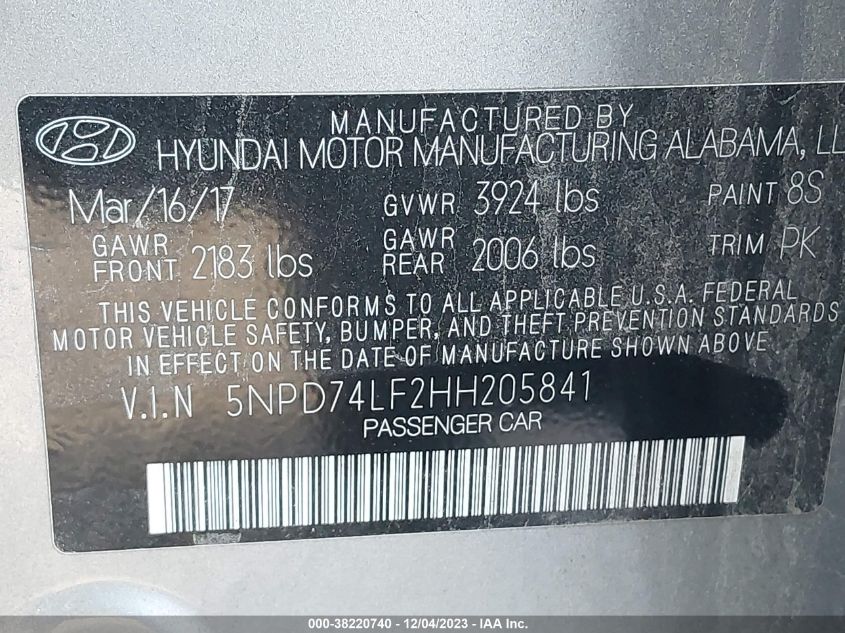 MANUFACTURED BY
HYUNDAI MOTOR MANUFACTURING ALABAMA, LL
Mar/16/17 GVWR 3924 lbs PAINT 8S
GAWR FRONT 2183 lbs GAWR REAR 2006 lbs TRIM PK
THIS VEHICLE CONFORMS TO ALL APPLICABLE U.S.A. FEDERAL
MOTOR VEHICLE SAFETY, BUMPER, AND THEFT PREVENTION STANDARDS
IN EFFECT ON THE DATE OF MANUFACTURE SHOWN ABOVE
V.I.N 5NPD74LF2HH205841
PASSENGER CAR
000-38220740 - 12/04/2023 - IAA Inc.